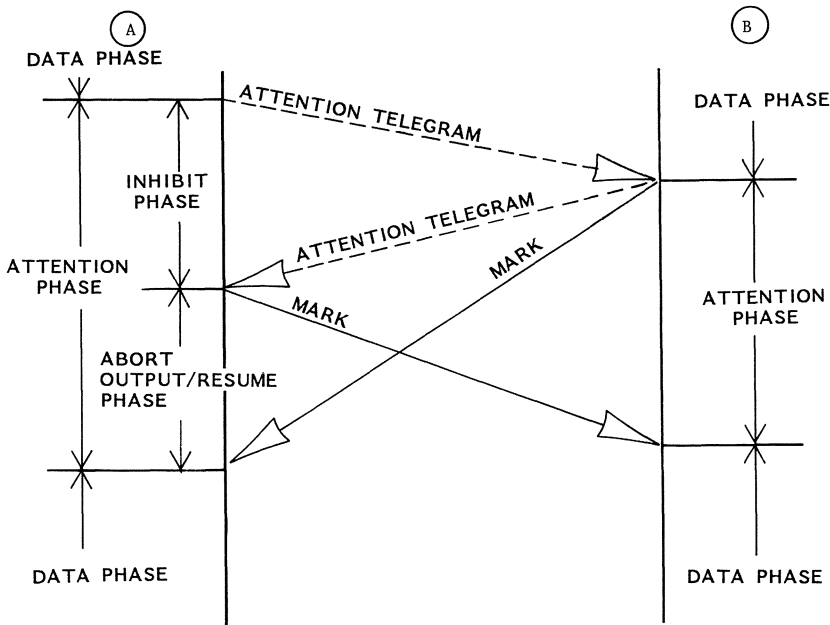 A
B
DATA PHASE
ATTENTION TELEGRAM
DATA PHASE
INHIBIT
PHASE
ATTENTION TELEGRAM
MARK
ATTENTION
PHASE
MARK
ATTENTION
PHASE
ABORT
OUTPUT/RESUME
PHASE
DATA PHASE
DATA PHASE